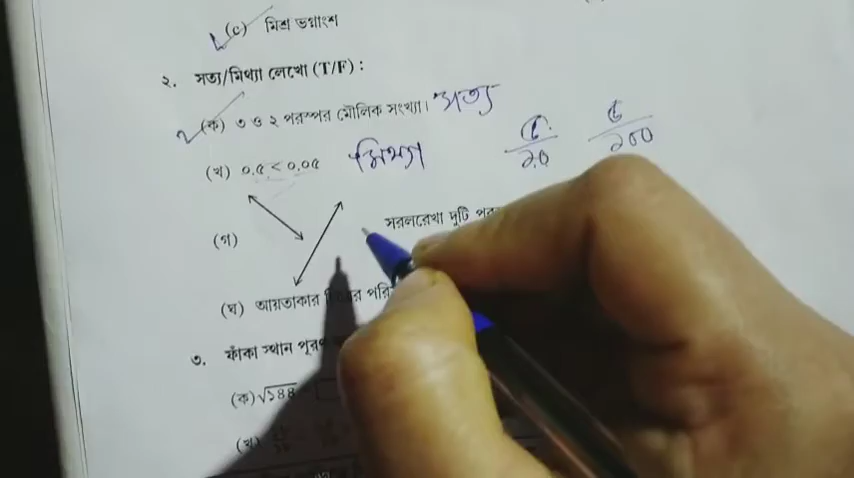 (c) মিশ্র ভগ্নাংশ
২. সত্য/মিথ্যা লেখো (T/F) :
(ক) ৩ ও ২ পরস্পর মৌলিক সংখ্যা। সত্য
(খ) ০.৫ < ০.০৫ মিথ্যা ৫/১০ ৫/১০০
(গ) সরলরেখা দুটি
(ঘ) আয়তাকার
৩. ফাঁকা স্থান
(ক) √১৪৪
(খ)